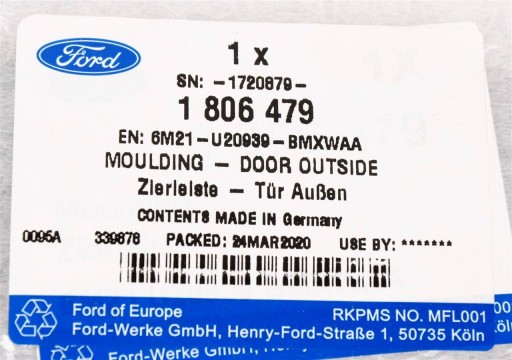 Ford
1 x
SN: -1720879-
1 806 479
EN: 6M21-U20939-BMXWAA
MOULDING - DOOR OUTSIDE
Zierleiste - Tür Außen
CONTENTS MADE IN Germany
0095A 339878 PACKED: 24MAR2020 USE BY: *******
Ford of Europe RKPMS NO. MFL001
Ford-Werke GmbH, Henry-Ford-Straße 1, 50735 Köln